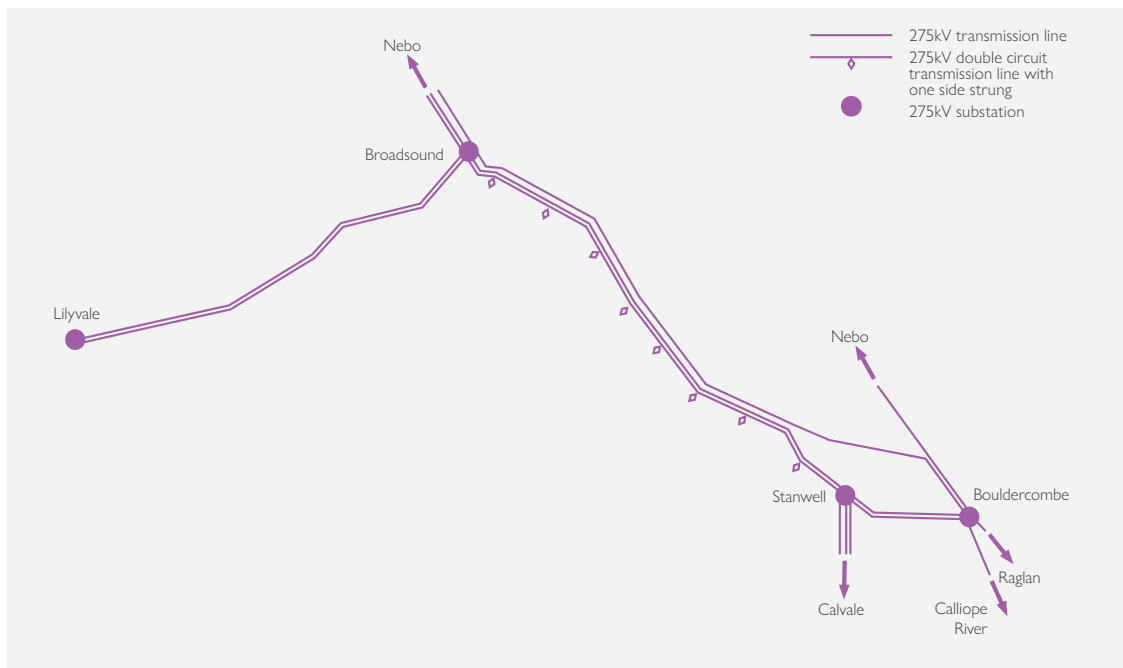 Nebo
275kV transmission line
275kV double circuit
transmission line with
one side strung
275kV substation
Broadsound
Lilyvale
Nebo
Stanwell
Bouldercombe
Raglan
Calvale
Calliope
River